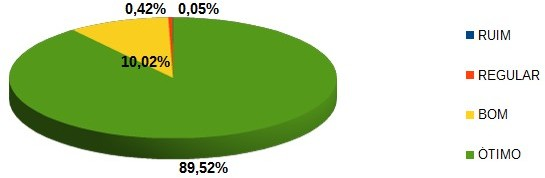 0,42%
0,05%
10,02%
89,52%
RUIM
REGULAR
BOM
ÓTIMO